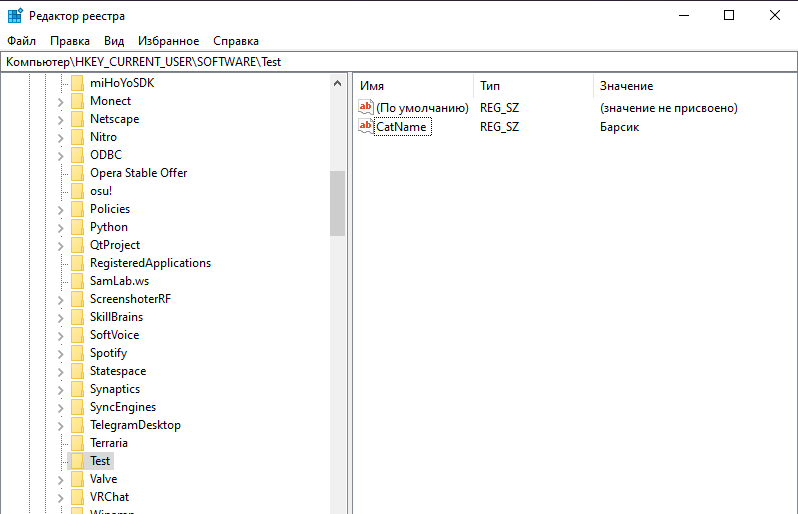 Редактор реестра
Файл Правка Вид Избранное Справка
Компьютер\HKEY_CURRENT_USER\SOFTWARE\Test
miHoYoSDK
Monect
Netscape
Nitro
ODBC
Opera Stable Offer
osu!
Policies
Python
QtProject
RegisteredApplications
SamLab.ws
ScreenshoterRF
SkillBrains
SoftVoice
Spotify
Statespace
Synaptics
SyncEngines
TelegramDesktop
Terraria
Test
Valve
VRChat
Имя Тип Значение
ab (По умолчанию) REG_SZ (значение не присвоено)
ab CatName REG_SZ Барсик